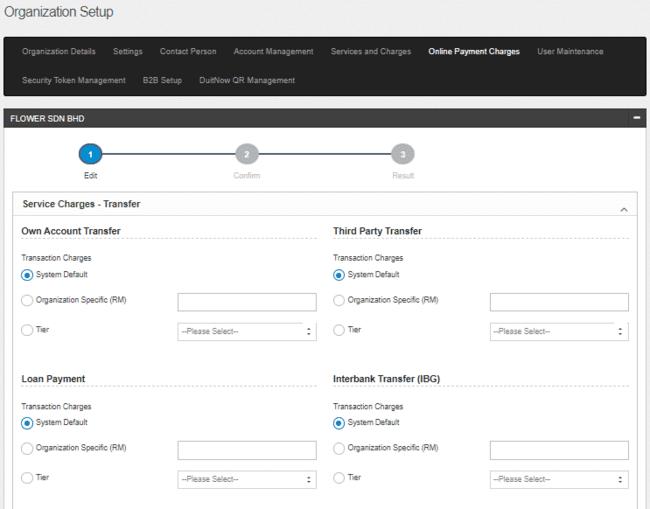 Organization Setup
Organization Details Settings Contact Person Account Management Services and Charges Online Payment Charges User Maintenance
Security Token Management B2B Setup DuitNow QR Management
FLOWER SDN BHD
1 2 3
Edit Confirm Result
Service Charges - Transfer
Own Account Transfer Third Party Transfer
Transaction Charges Transaction Charges
System Default System Default
Organization Specific (RM) Organization Specific (RM)
Tier --Please Select-- Tier --Please Select--
Loan Payment Interbank Transfer (IBG)
Transaction Charges Transaction Charges
System Default System Default
Organization Specific (RM) Organization Specific (RM)
Tier --Please Select-- Tier --Please Select--